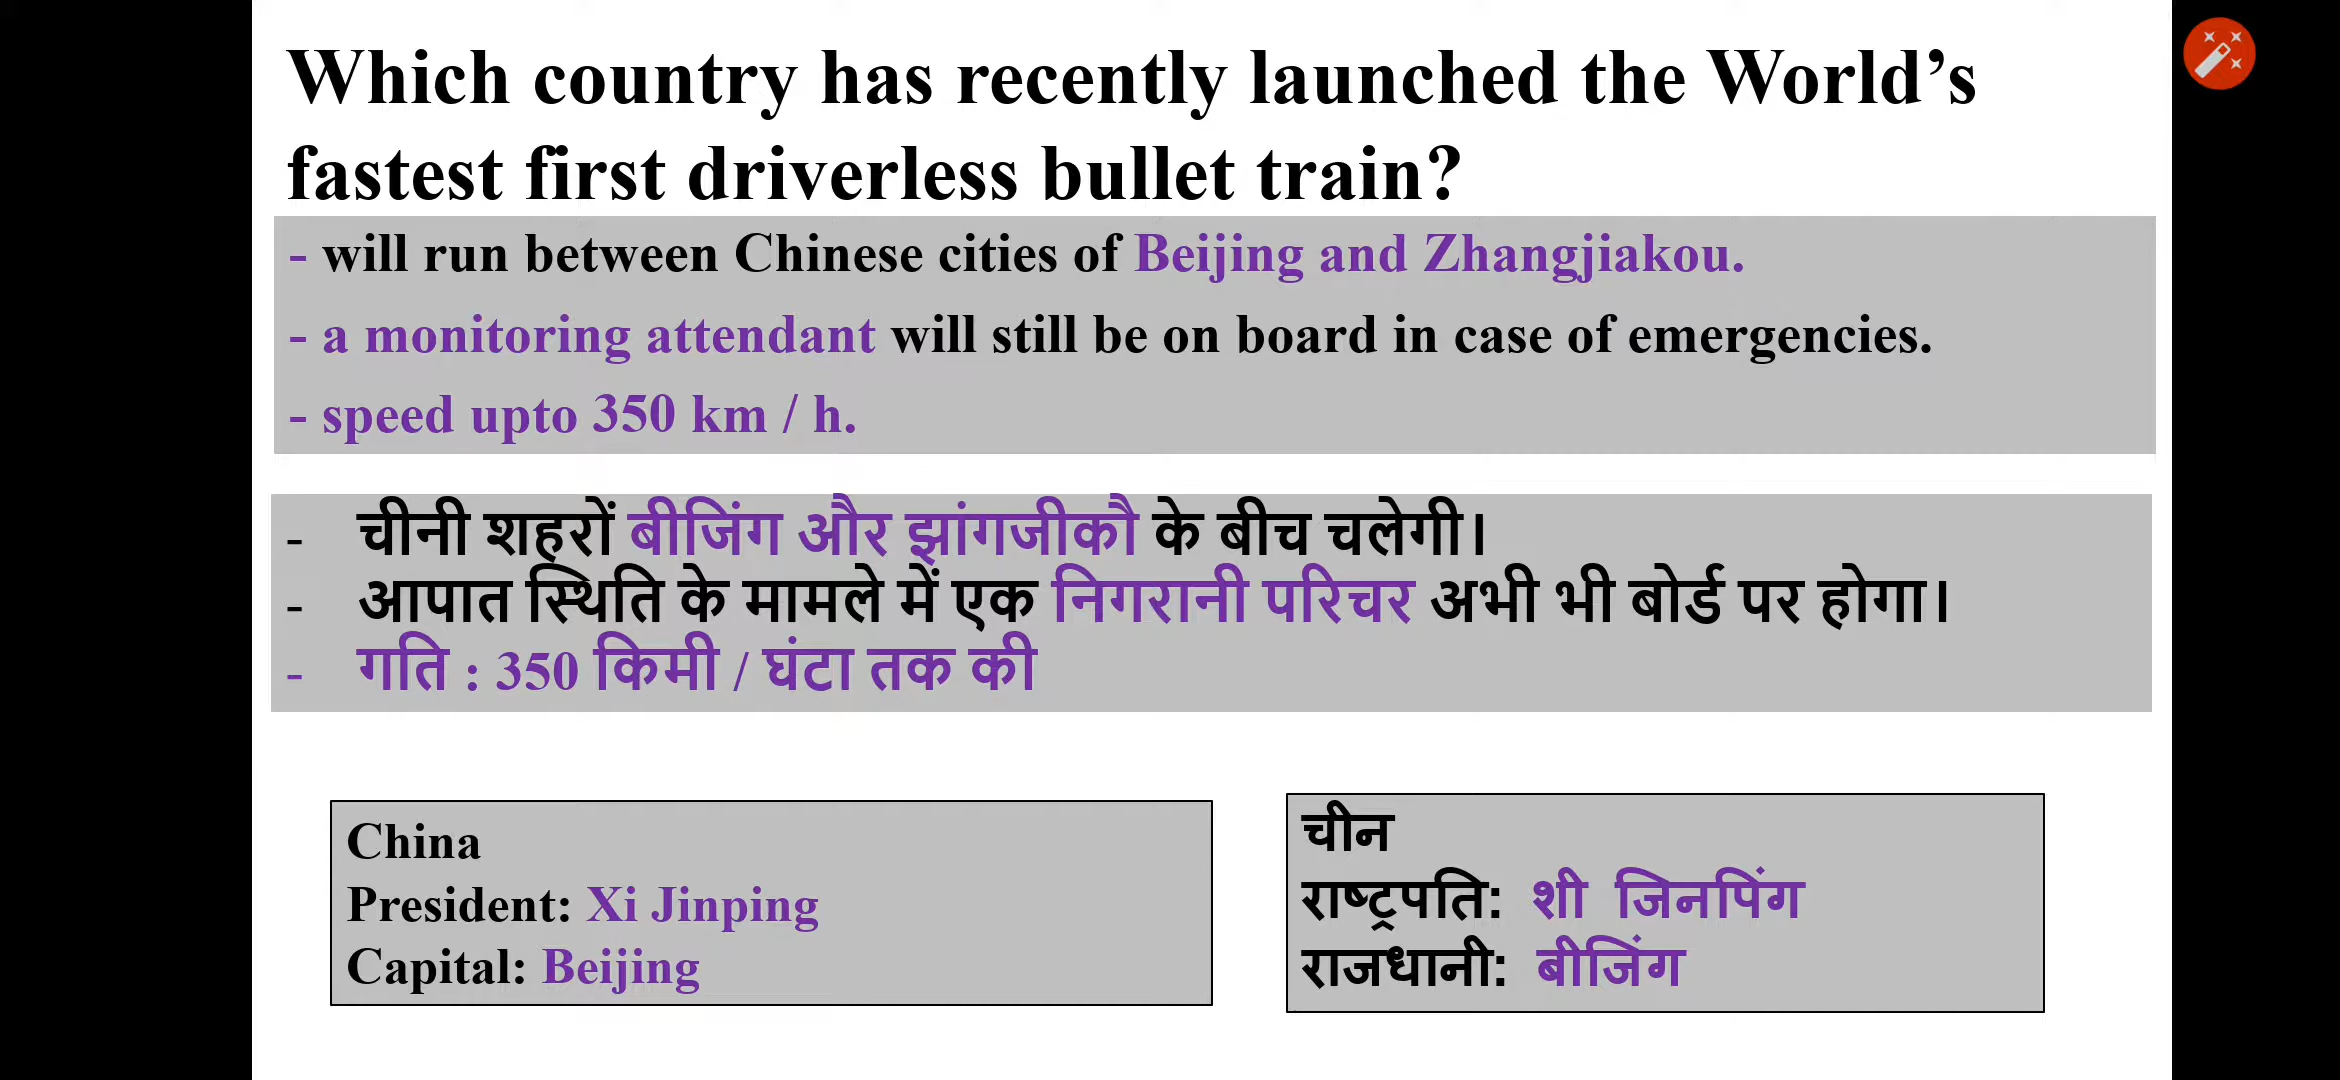 Which country has recently launched the World’s
fastest first driverless bullet train?
- will run between Chinese cities of Beijing and Zhangjiakou.
- a monitoring attendant will still be on board in case of emergencies.
- speed upto 350 km / h.
- चीनी शहरों बीजिंग और झांगजीकौ के बीच चलेगी।
- आपात स्थिति के मामले में एक निगरानी परिचर अभी भी बोर्ड पर होगा।
- गति : 350 किमी / घंटा तक की
China
President: Xi Jinping
Capital: Beijing
चीन
राष्ट्रपति: शी जिनपिंग
राजधानी: बीजिंग